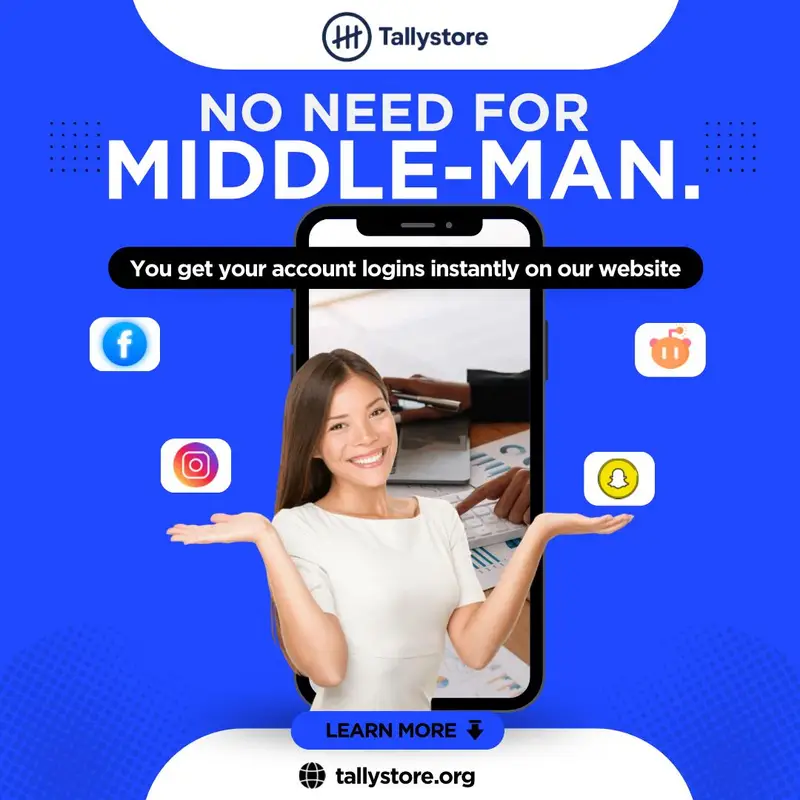 Tallystore
NO NEED FOR
MIDDLE-MAN.
You get your account logins instantly on our website
LEARN MORE
tallystore.org